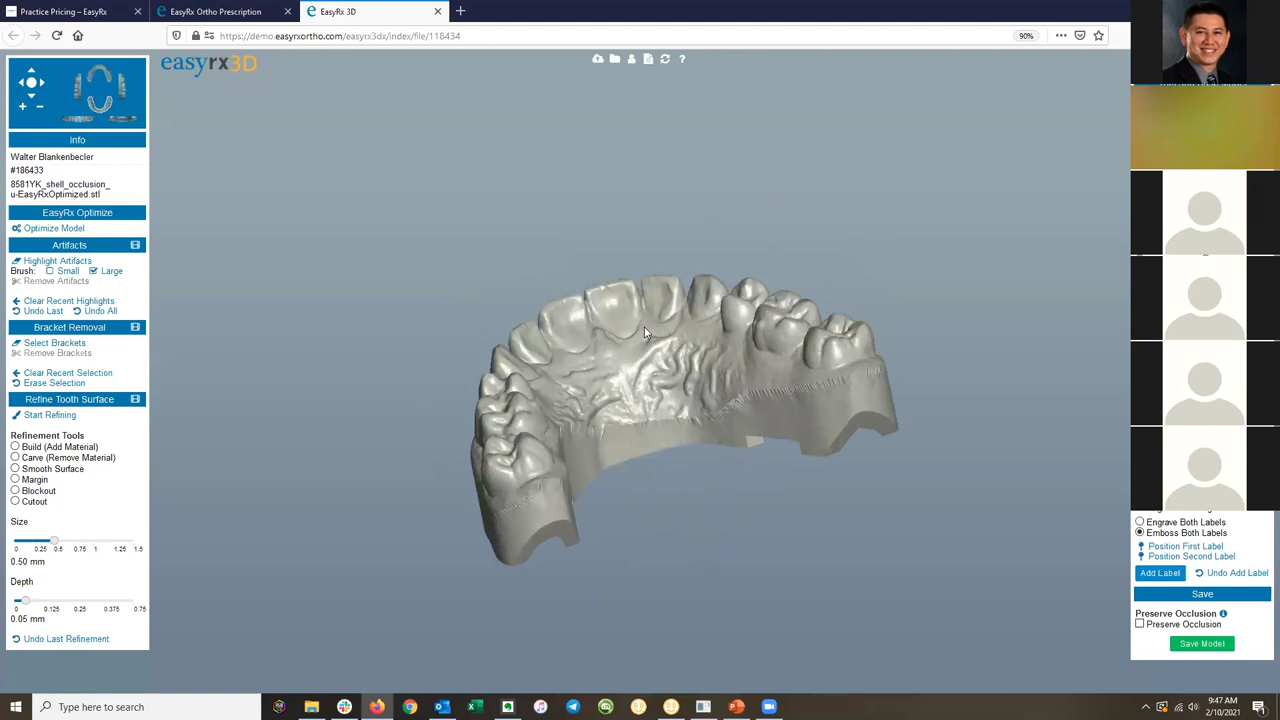 Practice Pricing – EasyRx
EasyRx Ortho Prescription
EasyRx 3D
https://demo.easyrxortho.com/easyrx3dx/index/file/118434
90%
easyrx3D
Info
Walter Blankenbecler
#186433
8581YK_shell_occlusion_
u-EasyRxOptimized.stl
EasyRx Optimize
Optimize Model
Artifacts
Highlight Artifacts
Brush: Small Large
Remove Artifacts
Clear Recent Highlights
Undo Last Undo All
Bracket Removal
Select Brackets
Remove Brackets
Clear Recent Selection
Erase Selection
Refine Tooth Surface
Start Refining
Refinement Tools
Build (Add Material)
Carve (Remove Material)
Smooth Surface
Margin
Blockout
Cutout
Size
0 0.25 0.5 0.75 1 1.25 1.5
0.50 mm
Depth
0 0.125 0.25 0.375 0.75
0.05 mm
Undo Last Refinement
Engrave Both Labels
Emboss Both Labels
Position First Label
Position Second Label
Add Label Undo Add Label
Save
Preserve Occlusion
Preserve Occlusion
Save Model
Type here to search
9:47 AM
2/10/2021